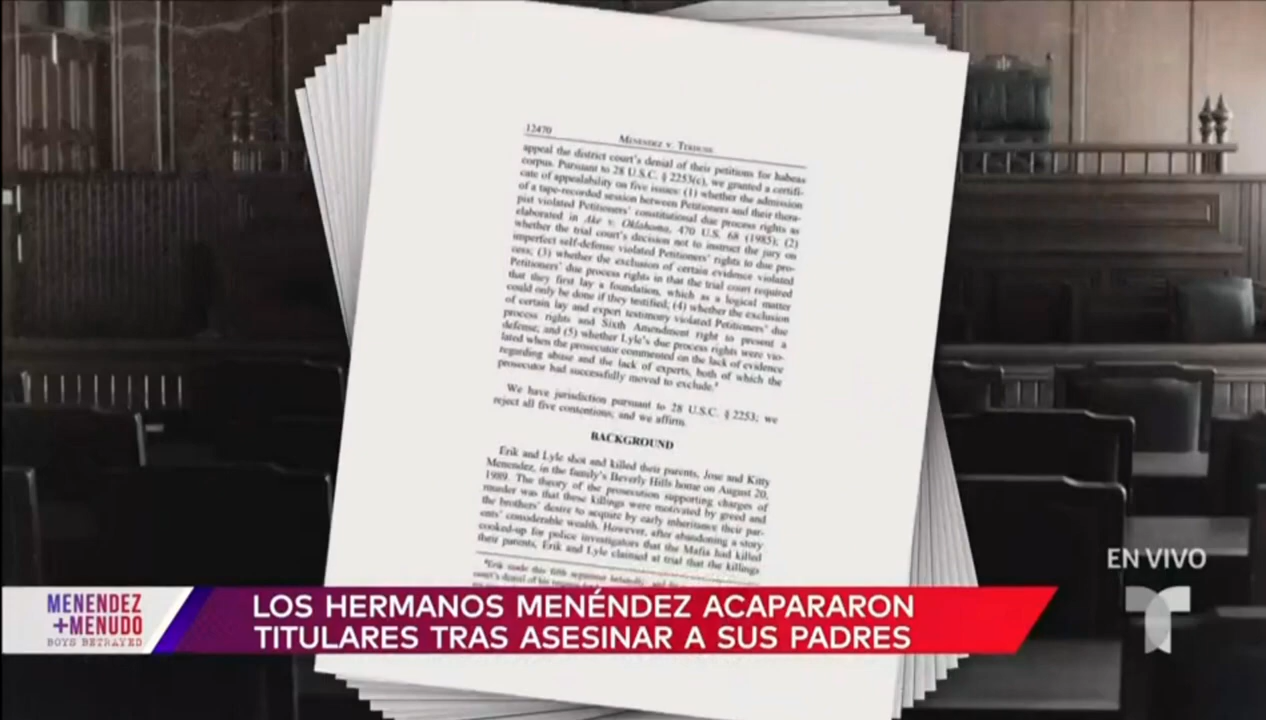 12470
MENENDEZ v. TERHUNE
appeal the district court's denial of their petitions for habeas
corpus. Pursuant to 28 U.S.C. § 2253(c), we granted a certifi-
cate of appealability on five issues: (1) whether the admission
of a tape-recorded session between Petitioners and their thera-
pist violated Petitioners' constitutional due process rights as
elaborated in Ake v. Oklahoma, 470 U.S. 68 (1985); (2)
whether the trial court's decision not to instruct the jury on
imperfect self-defense violated Petitioners' rights to due pro-
cess; (3) whether the exclusion of certain evidence violated
Petitioners' due process rights in that the trial court required
that they first lay a foundation, which as a logical matter
could only be done if they testified; (4) whether the exclusion
of certain lay and expert testimony violated Petitioners' due
process rights and Sixth Amendment right to present a
defense; and (5) whether Lyle's due process rights were vio-
lated when the prosecutor commented on the lack of evidence
regarding abuse and the lack of experts, both of which the
prosecutor had successfully moved to exclude.
We have jurisdiction pursuant to 28 U.S.C. § 2253; we
reject all five contentions; and we affirm.
BACKGROUND
Erik and Lyle shot and killed their parents, Jose and Kitty
Menendez, in the family's Beverly Hills home on August 20,
1989. The theory of the prosecution supporting charges of
murder was that these killings were motivated by greed and
the brothers' desire to acquire by early inheritance their par-
ents' considerable wealth. However, after abandoning a story
cooked-up for police investigators that the Mafia had killed
their parents, Erik and Lyle claimed at trial that the killings
Erik made this fifth argument
court's denial of his
EN VIVO
MENENDEZ
+MENUDO
BOYS BETRAYED
LOS HERMANOS MENÉNDEZ ACAPARARON
TITULARES TRAS ASESINAR A SUS PADRES